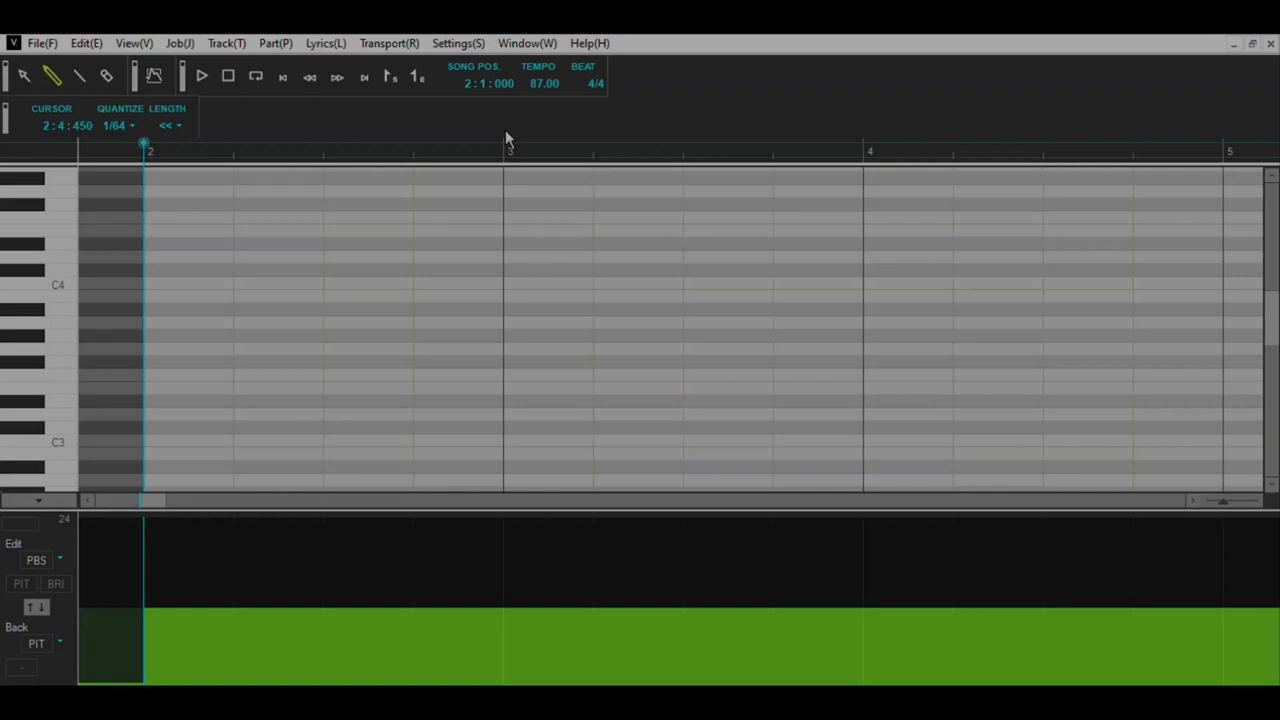 V File(F) Edit(E) View(V) Job(J) Track(T) Part(P) Lyrics(L) Transport(R) Settings(S) Window(W) Help(H)
SONG POS. TEMPO BEAT
2:1:000 87.00 4/4
CURSOR QUANTIZE LENGTH
2:4:450 1/64 <<
2 3 4 5
C4
C3
24
Edit
PBS
PIT BRI
Back
PIT